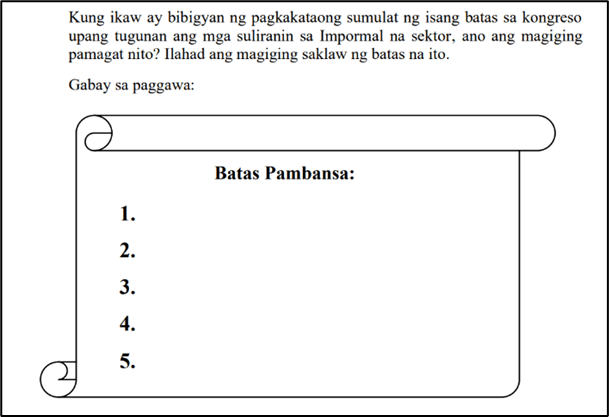 Kung ikaw ay bibigyan ng pagkakataong sumulat ng isang batas sa kongreso
upang tugunan ang mga suliranin sa Impormal na sektor, ano ang magiging
pamagat nito? Ilahad ang magiging saklaw ng batas na ito.
Gabay sa paggawa:
Batas Pambansa:
1.
2.
3.
4.
5.